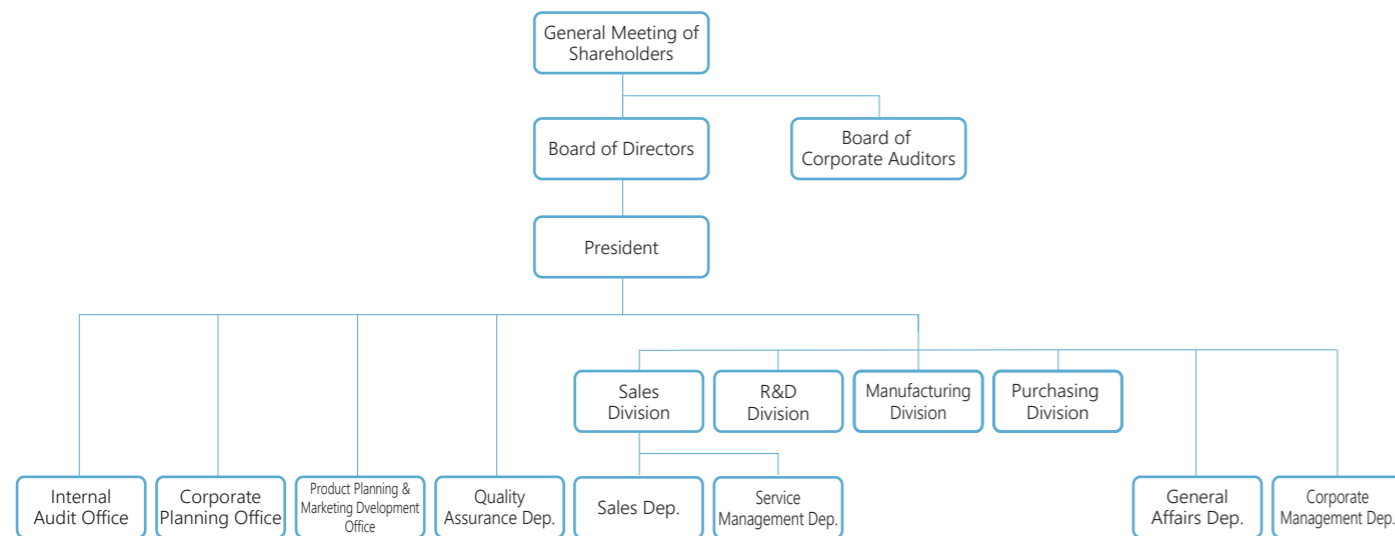 General Meeting of
Shareholders
Board of Directors
Board of
Corporate Auditors
President
Sales
Division
R&D
Division
Manufacturing
Division
Purchasing
Division
Internal
Audit Office
Corporate
Planning Office
Product Planning &
Marketing Dvelopment
Office
Quality
Assurance Dep.
Sales Dep.
Service
Management Dep.
General
Affairs Dep.
Corporate
Management Dep.